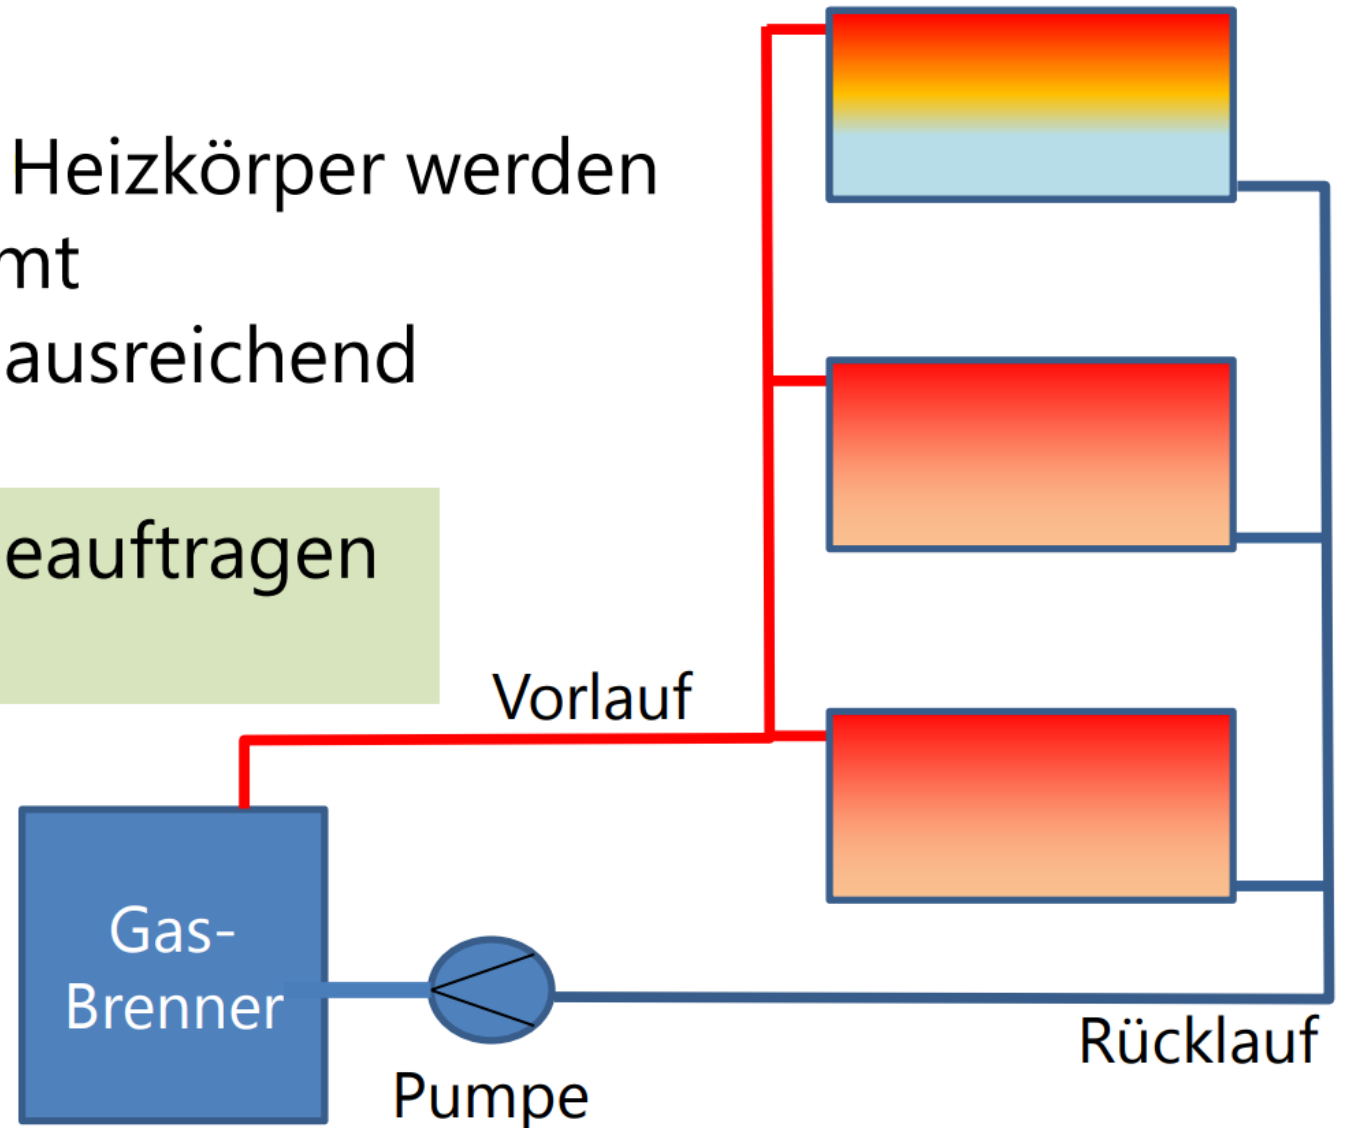 Heizkörper werden
mt
ausreichend
eauftragen
Vorlauf
Gas-
Brenner
Pumpe
Rücklauf